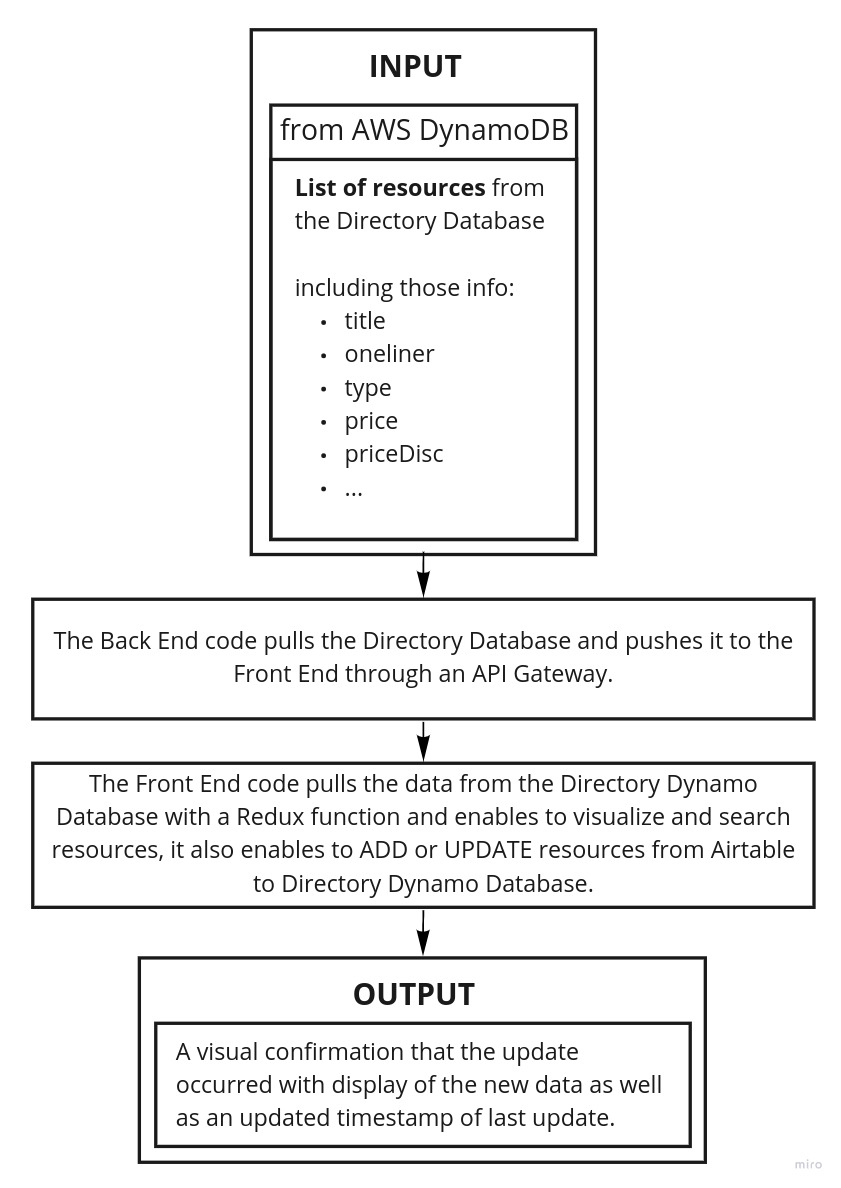 INPUT
from AWS DynamoDB
List of resources from
the Directory Database
including those info:
• title
• oneliner
• type
• price
• priceDisc
• ...
The Back End code pulls the Directory Database and pushes it to the
Front End through an API Gateway.
The Front End code pulls the data from the Directory Dynamo
Database with a Redux function and enables to visualize and search
resources, it also enables to ADD or UPDATE resources from Airtable
to Directory Dynamo Database.
OUTPUT
A visual confirmation that the update
occurred with display of the new data as well
as an updated timestamp of last update.
miro